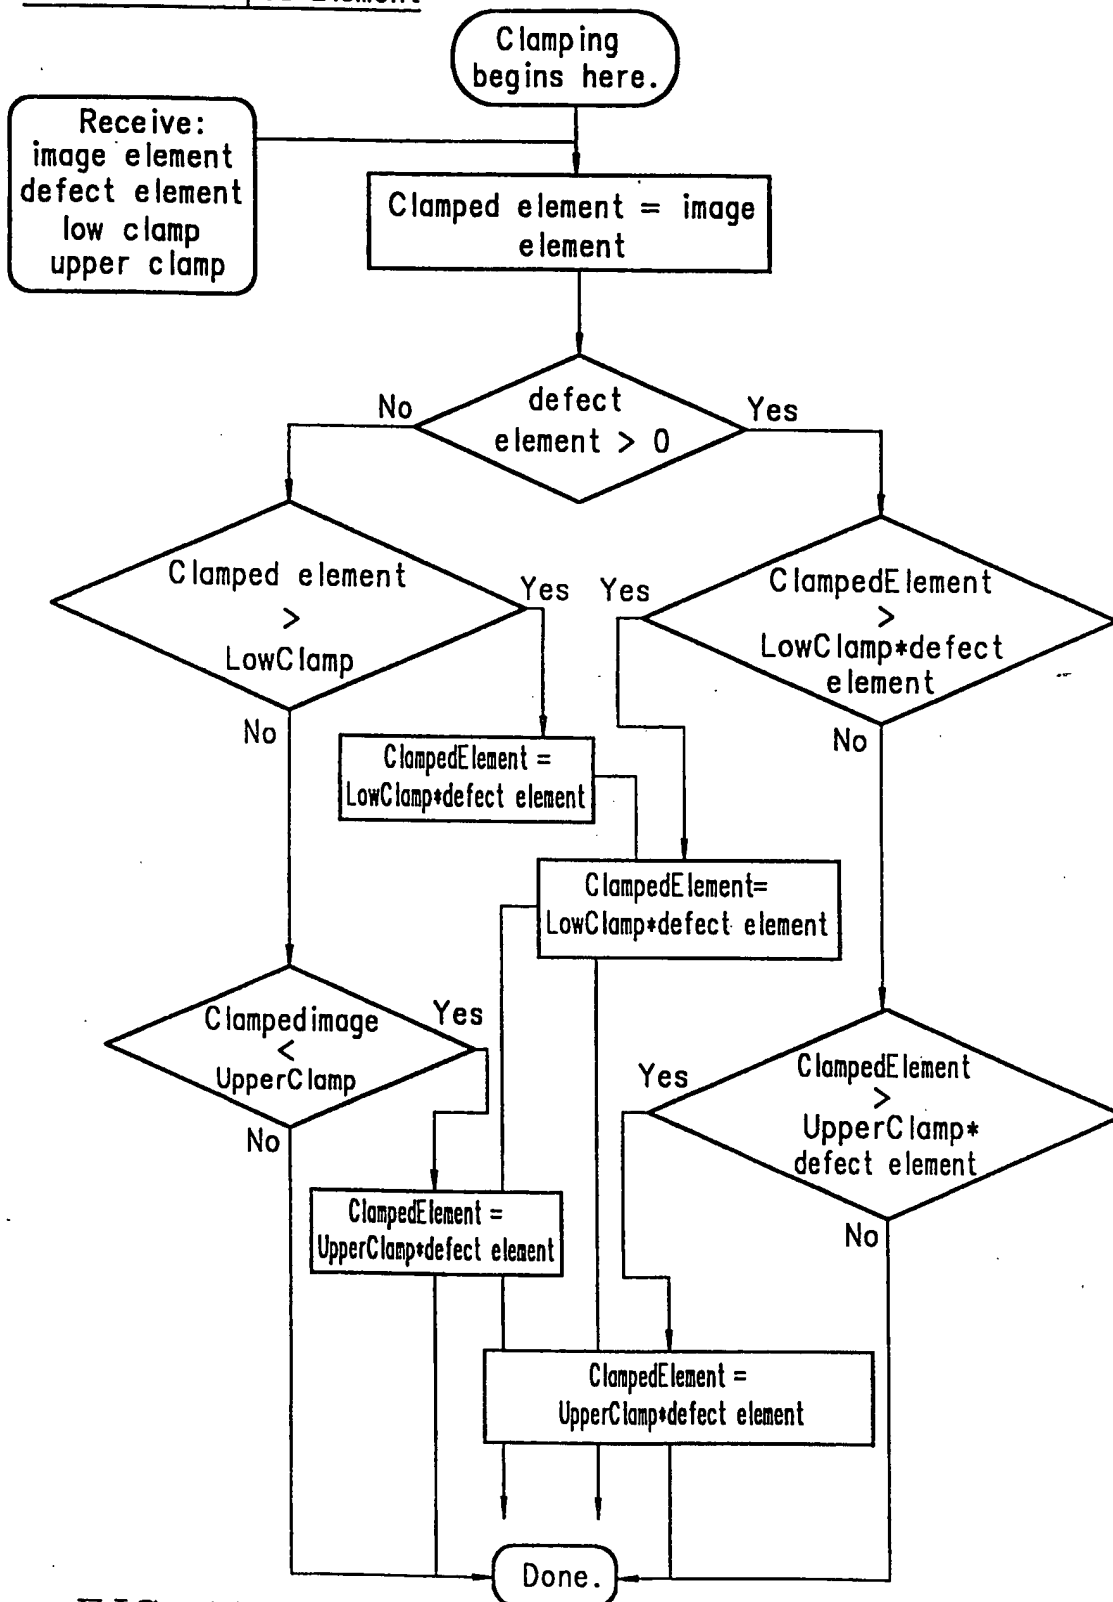 Element
Clamping
begins here.
Receive:
image element
defect element
low clamp
upper clamp
Clamped element = image
element
defect
element > 0
No
Yes
Clamped element
>
LowClamp
Yes
No
Yes
ClampedElement
>
LowClamp*defect
element
No
ClampedElement =
LowClamp*defect element
ClampedElement=
LowClamp*defect element
Clampedimage
<
UpperClamp
Yes
No
Yes
ClampedElement
>
UpperClamp*
defect element
No
ClampedElement =
UpperClamp*defect element
ClampedElement =
UpperClamp*defect element
Done.